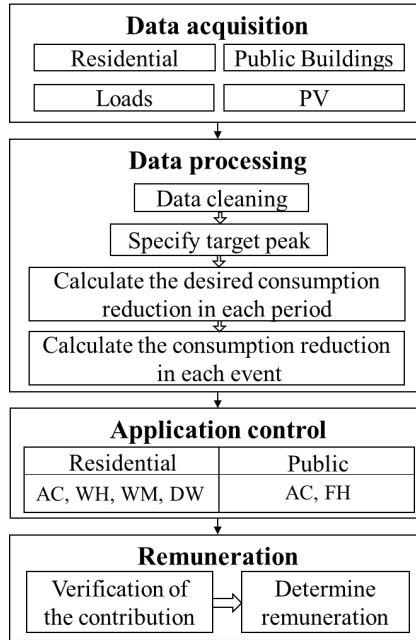 Data acquisition
Residential
Public Buildings
Loads
PV
Data processing
Data cleaning
Specify target peak
Calculate the desired consumption
reduction in each period
Calculate the consumption reduction
in each event
Application control
Residential
Public
AC, WH, WM, DW
AC, FH
Remuneration
Verification of
the contribution
Determine
remuneration